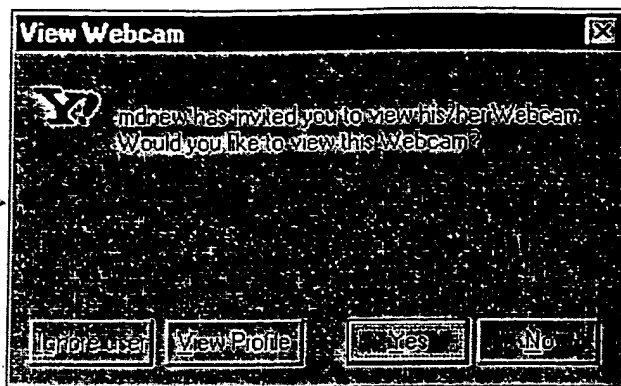 View Webcam
mdnew has invited you to view his/her Webcam.
Would you like to view this Webcam?
Ignore user View Profile Yes No